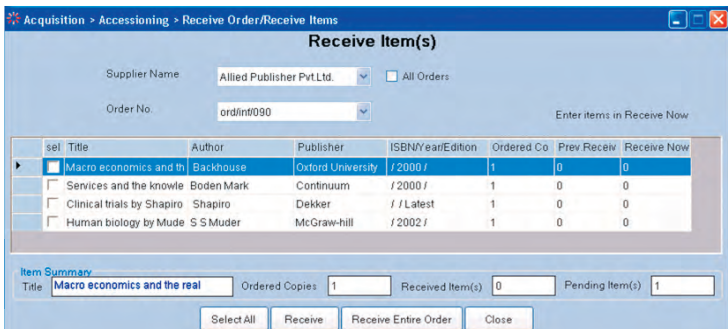 Acquisition > Accessioning > Receive Order/Receive Items
Receive Item(s)
Supplier Name Allied Publisher Pvt.Ltd. All Orders
Order No. ord/inf/090 Enter items in Receive Now
sel Title Author Publisher ISBN/Year/Edition Ordered Co Prev Receiv Receive Now
Macro economics and th Backhouse Oxford University / 2000 / 1 0 0
Services and the knowle Boden Mark Continuum / 2000 / 1 0 0
Clinical trials by Shapiro Shapiro Dekker / / Latest 1 0 0
Human biology by Mude S S Muder McGraw-hill / 2002 / 1 0 0
Item Summary
Title Macro economics and the real Ordered Copies 1 Received Item(s) 0 Pending Item(s) 1
Select All Receive Receive Entire Order Close